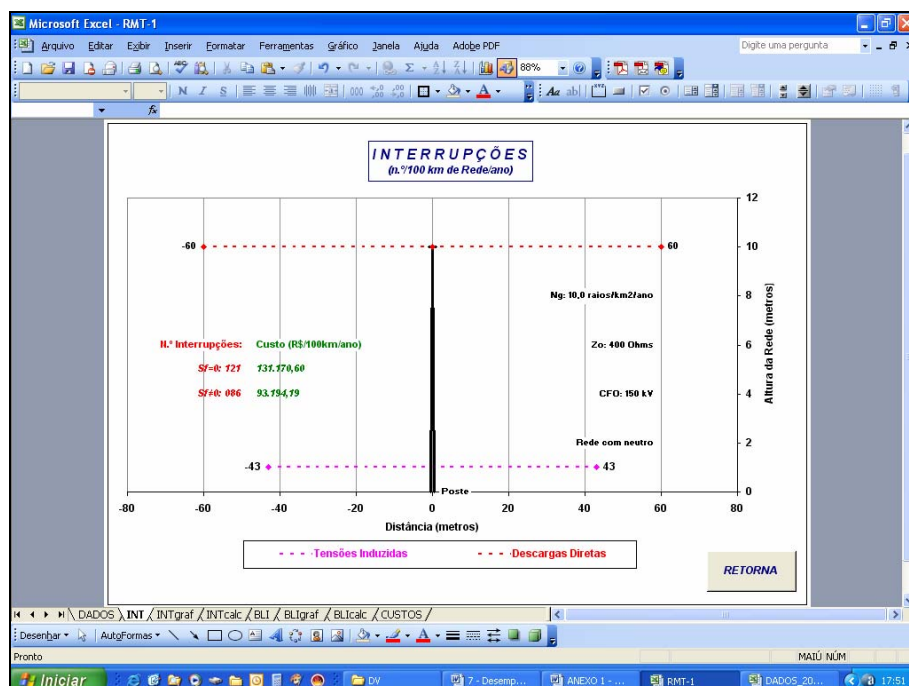 Microsoft Excel - RMT-1
Arquivo Editar Exibir Inserir Formatar Ferramentas Gráfico Janela Ajuda Adobe PDF Digite uma pergunta
88%
N I S
fx
INTERRUPÇÕES
(n.º/100 km de Rede/ano)
12
-60 60 10
Ng: 10,0 raios/km2/ano 8
N.º Interrupções: Custo (R$/100km/ano) Zo: 400 Ohms 6
Sf=0: 121 131.170,60
Sf≠0: 086 93.194,19 CFO: 150 kV 4
Rede com neutro 2
-43 43
Poste 0
Altura da Rede (metros)
-80 -60 -40 -20 0 20 40 60 80
Distância (metros)
Tensões Induzidas Descargas Diretas
RETORNA
DADOS INT INTgraf INTcalc BLI BLIgraf BLIcalc CUSTOS
Desenhar AutoFormas
Pronto MAIÚ NÚM
Iniciar DV 7 - Desemp... ANEXO 1 - ... RMT-1 DADOS_20... 17:51